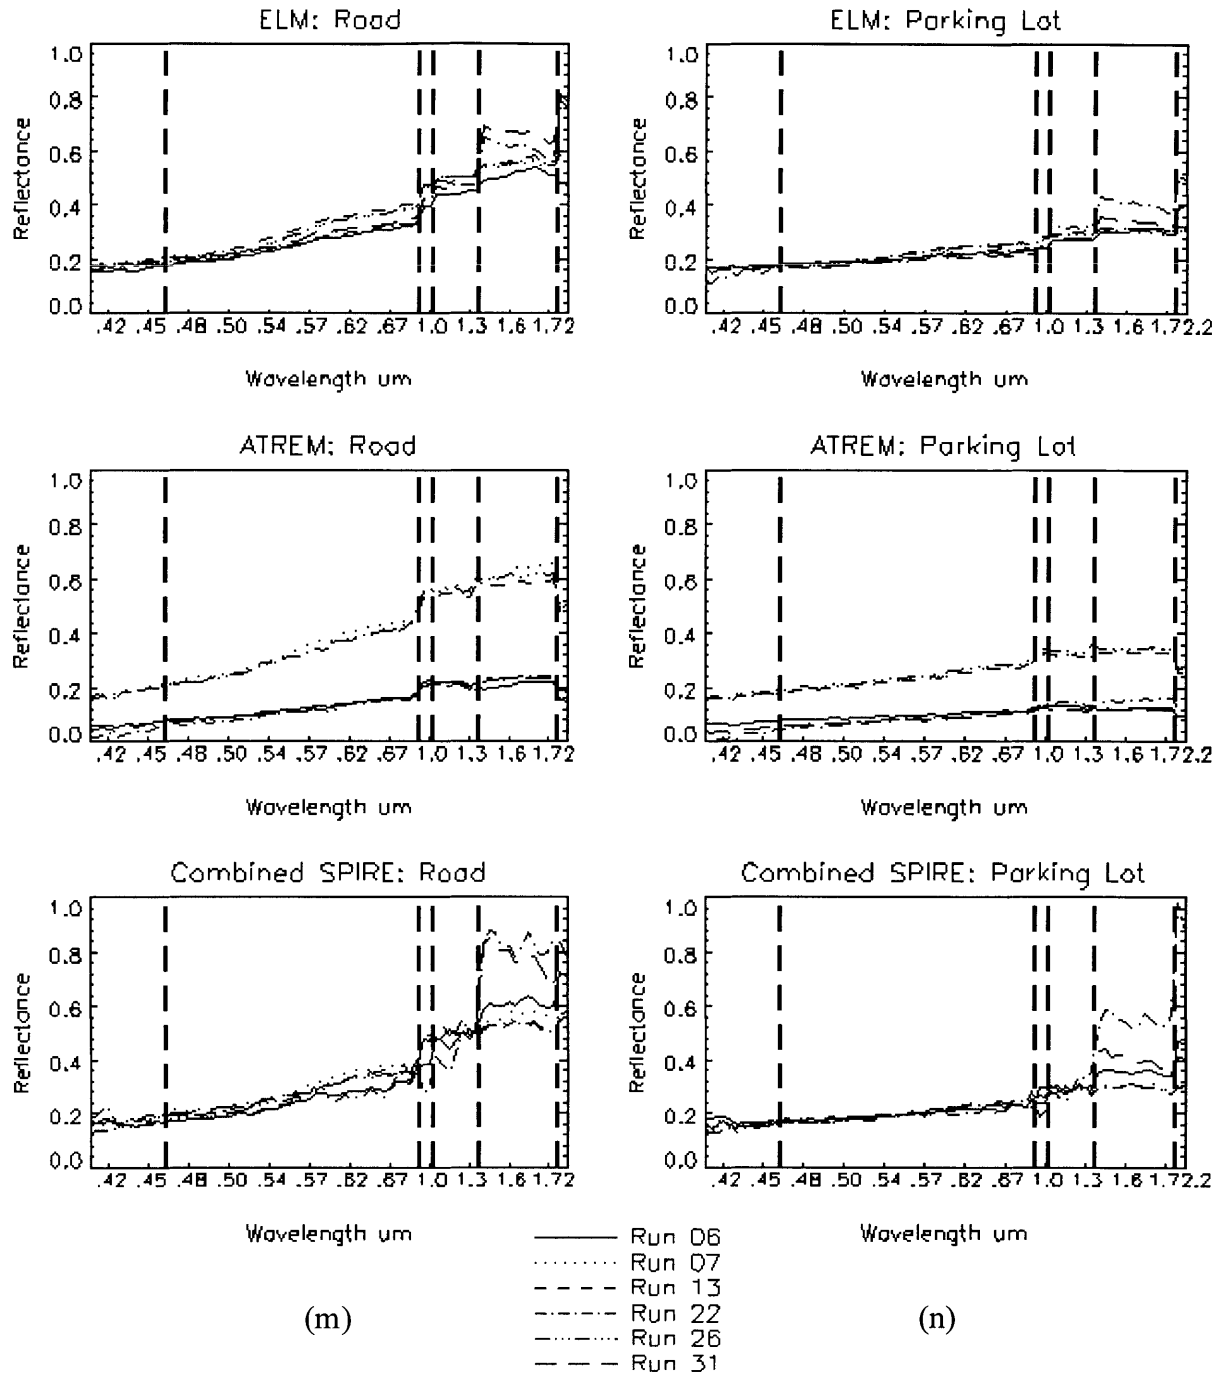 ELM: Road
ELM: Parking Lot
1.0
0.8
0.6
0.4
0.2
0.0
Reflectance
.42 .45 .48 .50 .54 .57 .62 .67 1.0 1.3 1.6 1.72
Wavelength um
1.0
0.8
0.6
0.4
0.2
0.0
Reflectance
.42 .45 .48 .50 .54 .57 .62 .67 1.0 1.3 1.6 1.72 2.2
Wavelength um
ATREM: Road
ATREM: Parking Lot
1.0
0.8
0.6
0.4
0.2
0.0
Reflectance
.42 .45 .48 .50 .54 .57 .62 .67 1.0 1.3 1.6 1.72
Wavelength um
1.0
0.8
0.6
0.4
0.2
0.0
Reflectance
.42 .45 .48 .50 .54 .57 .62 .67 1.0 1.3 1.6 1.72 2.2
Wavelength um
Combined SPIRE: Road
Combined SPIRE: Parking Lot
1.0
0.8
0.6
0.4
0.2
0.0
Reflectance
.42 .45 .48 .50 .54 .57 .62 .67 1.0 1.3 1.6 1.72
Wavelength um
1.0
0.8
0.6
0.4
0.2
0.0
Reflectance
.42 .45 .48 .50 .54 .57 .62 .67 1.0 1.3 1.6 1.72 2.2
Wavelength um
Run 06
Run 07
Run 13
Run 22
Run 26
Run 31
(m)
(n)